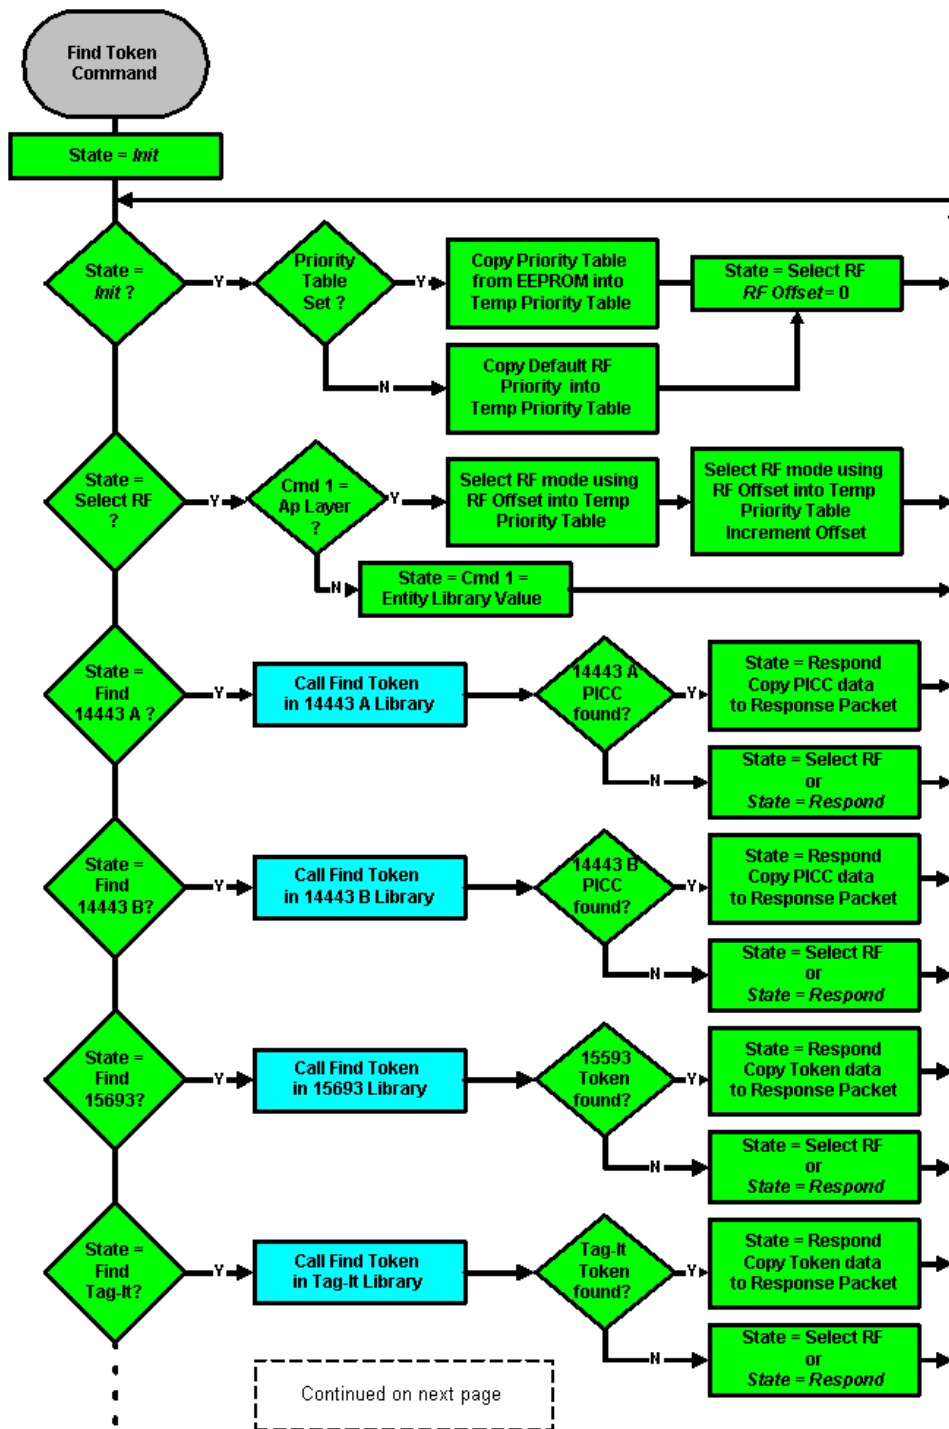 Find Token
Command
State = Init
State =
Init ?
Y
Priority
Table
Set ?
Y
Copy Priority Table
from EEPROM into
Temp Priority Table
State = Select RF
RF Offset= 0
N
Copy Default RF
Priority into
Temp Priority Table
State =
Select RF
?
Y
Cmd 1 =
Ap Layer
?
Y
Select RF mode using
RF Offset into Temp
Priority Table
Select RF mode using
RF Offset into Temp
Priority Table
Increment Offset
N
State = Cmd 1 =
Entity Library Value
State =
Find
14443 A ?
Y
Call Find Token
in 14443 A Library
14443 A
PICC
found?
Y
State = Respond
Copy PICC data
to Response Packet
N
State = Select RF
or
State = Respond
State =
Find
14443 B?
Y
Call Find Token
in 14443 B Library
14443 B
PICC
found?
Y
State = Respond
Copy PICC data
to Response Packet
N
State = Select RF
or
State = Respond
State =
Find
15693?
Y
Call Find Token
in 15693 Library
15593
Token
found?
Y
State = Respond
Copy Token data
to Response Packet
N
State = Select RF
or
State = Respond
State =
Find
Tag-It?
Y
Call Find Token
in Tag-It Library
Tag-It
Token
found?
Y
State = Respond
Copy Token data
to Response Packet
N
State = Select RF
or
State = Respond
Continued on next page